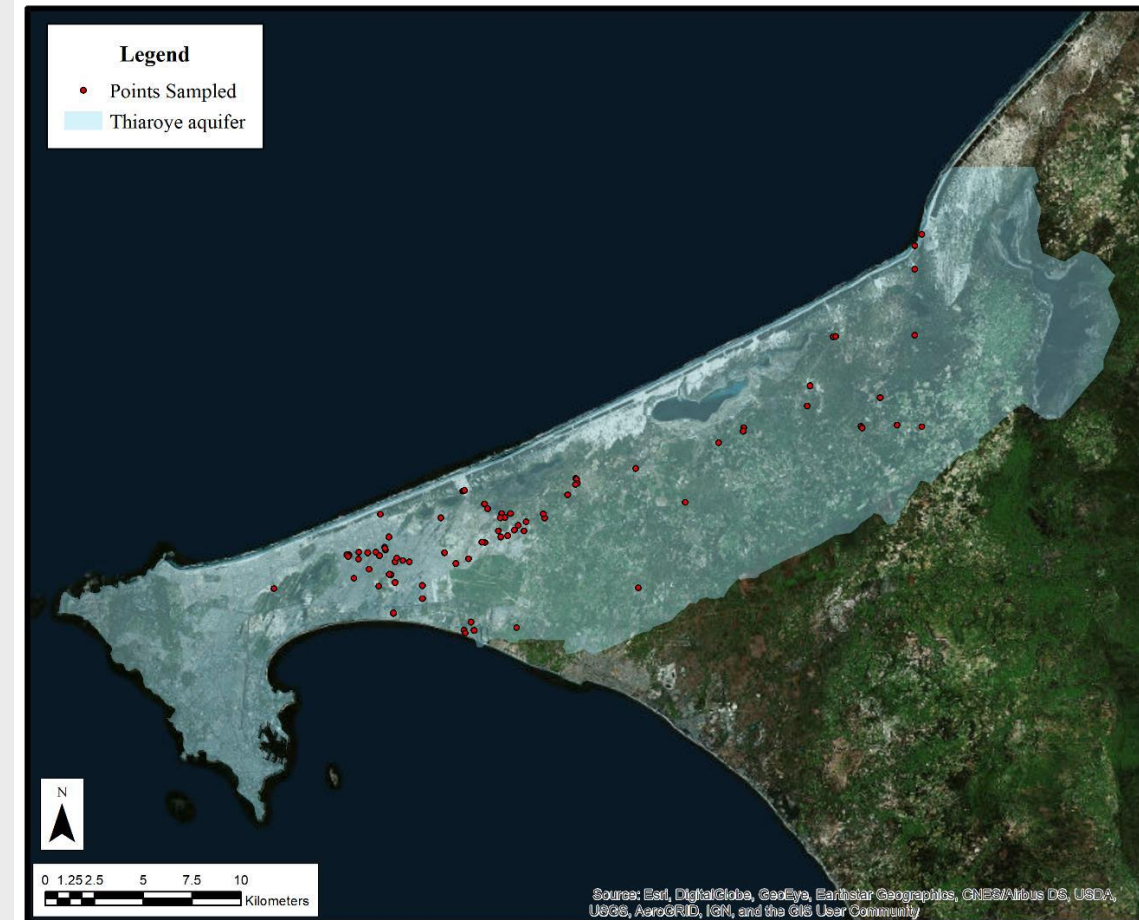 Legend
Points Sampled
Thiaroye aquifer
N
0 1.25 2.5 5 7.5 10
Kilometers
Source: Esri, DigitalGlobe, GeoEye, Earthstar Geographics, CNES/Airbus DS, USDA,
USGS, AeroGRID, IGN, and the GIS User Community